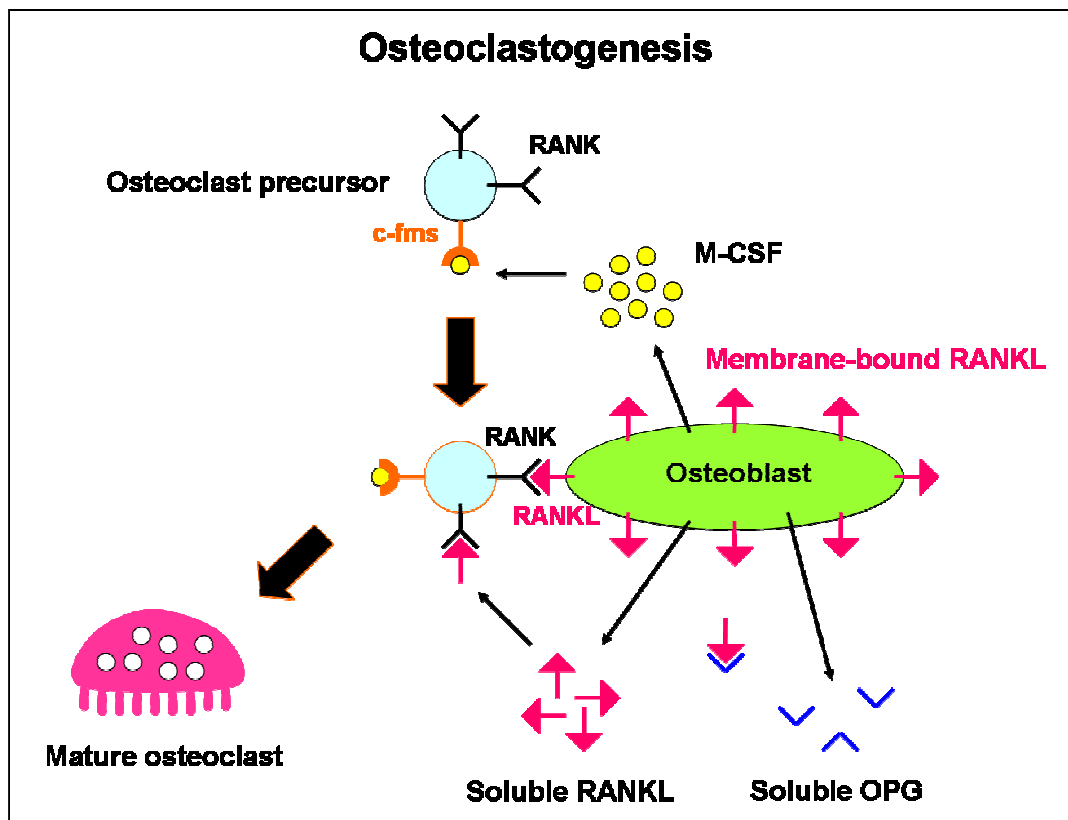 Osteoclastogenesis
RANK
Osteoclast precursor
c-fms
M-CSF
Membrane-bound RANKL
RANK
Osteoblast
RANKL
Mature osteoclast
Soluble RANKL
Soluble OPG